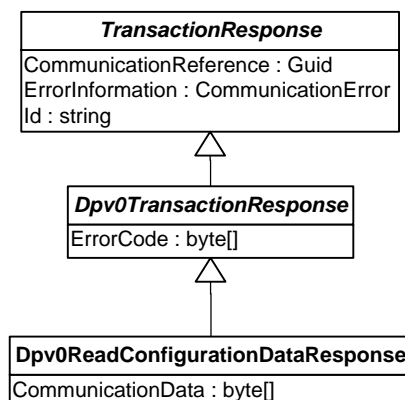 TransactionResponse
CommunicationReference : Guid
ErrorInformation : CommunicationError
Id : string
Dpv0TransactionResponse
ErrorCode : byte[]
Dpv0ReadConfigurationDataResponse
CommunicationData : byte[]